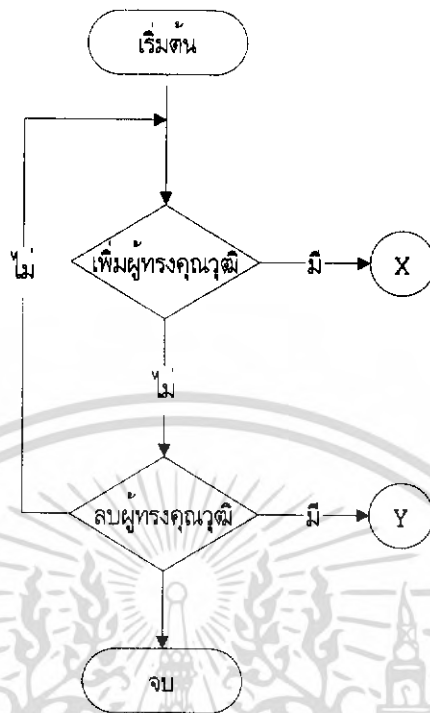 เริ่มต้น
เพิ่มผู้ทรงคุณวุฒิ
มี
X
ไม่
ไม่
ลบผู้ทรงคุณวุฒิ
มี
Y
จบ